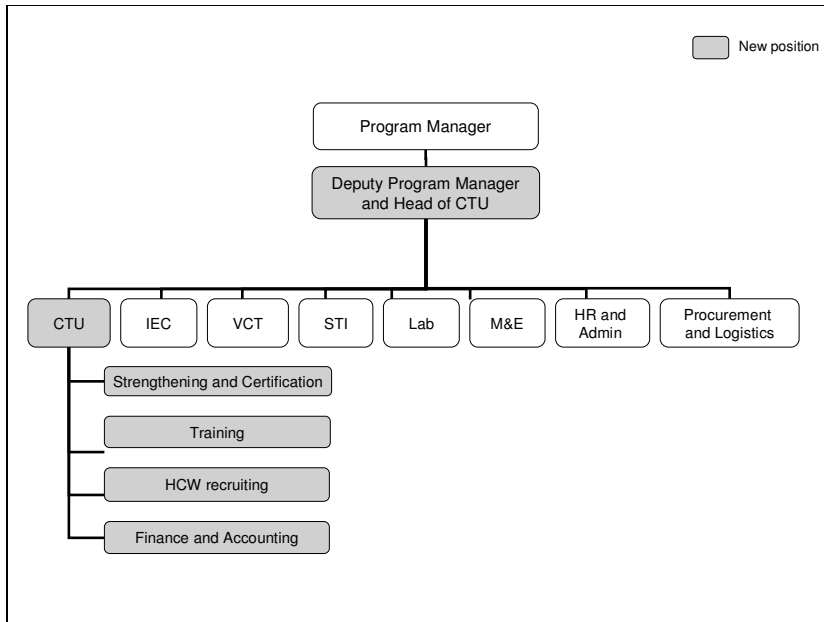 New position
Program Manager
Deputy Program Manager
and Head of CTU
CTU
IEC
VCT
STI
Lab
M&E
HR and
Admin
Procurement
and Logistics
Strengthening and Certification
Training
HCW recruiting
Finance and Accounting